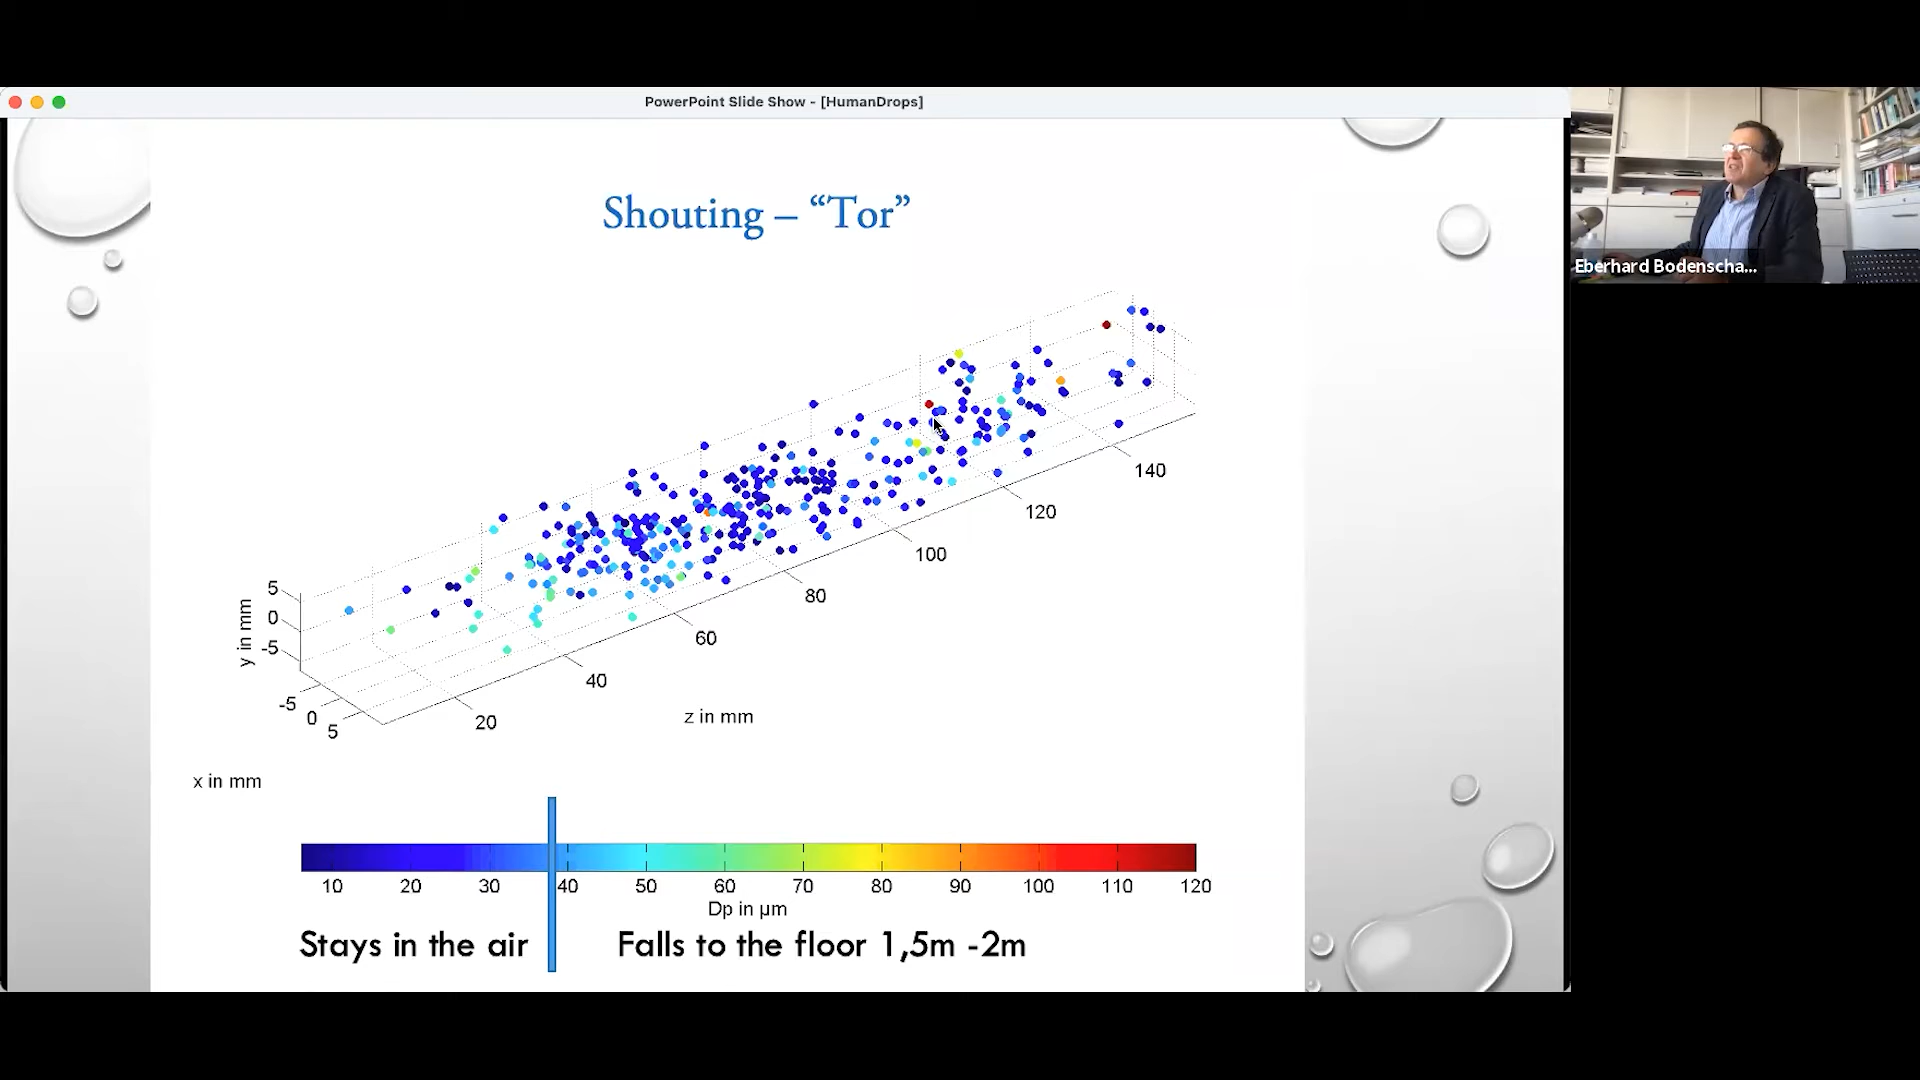 PowerPoint Slide Show - [HumanDrops]
Eberhard Bodenscha...
Shouting – “Tor”
140
120
100
80
60
40
20
z in mm
5
0
-5
y in mm
-5
0
5
x in mm
10 20 30 40 50 60 70 80 90 100 110 120
Dp in µm
Stays in the air
Falls to the floor 1,5m -2m